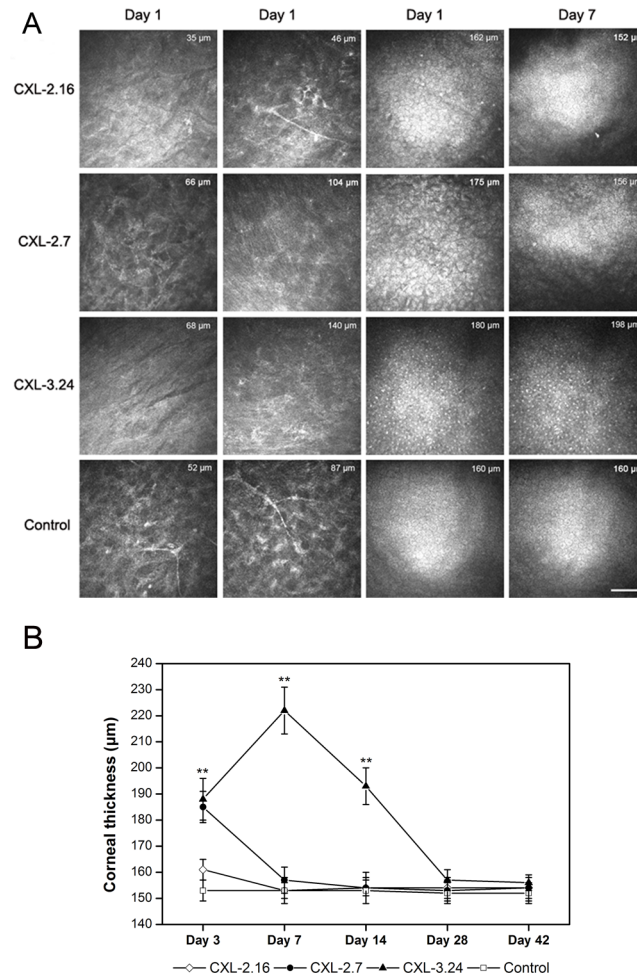 A
Day 1 Day 1 Day 1 Day 7
CXL-2.16 35 µm 46 µm 162 µm 152 µm
CXL-2.7 66 µm 104 µm 175 µm 156 µm
CXL-3.24 68 µm 140 µm 180 µm 198 µm
Control 52 µm 87 µm 160 µm 160 µm
B
240
230
220
210
200
190
180
170
160
150
140
Corneal thickness (µm)
** ** **
Day 3 Day 7 Day 14 Day 28 Day 42
CXL-2.16 CXL-2.7 CXL-3.24 Control